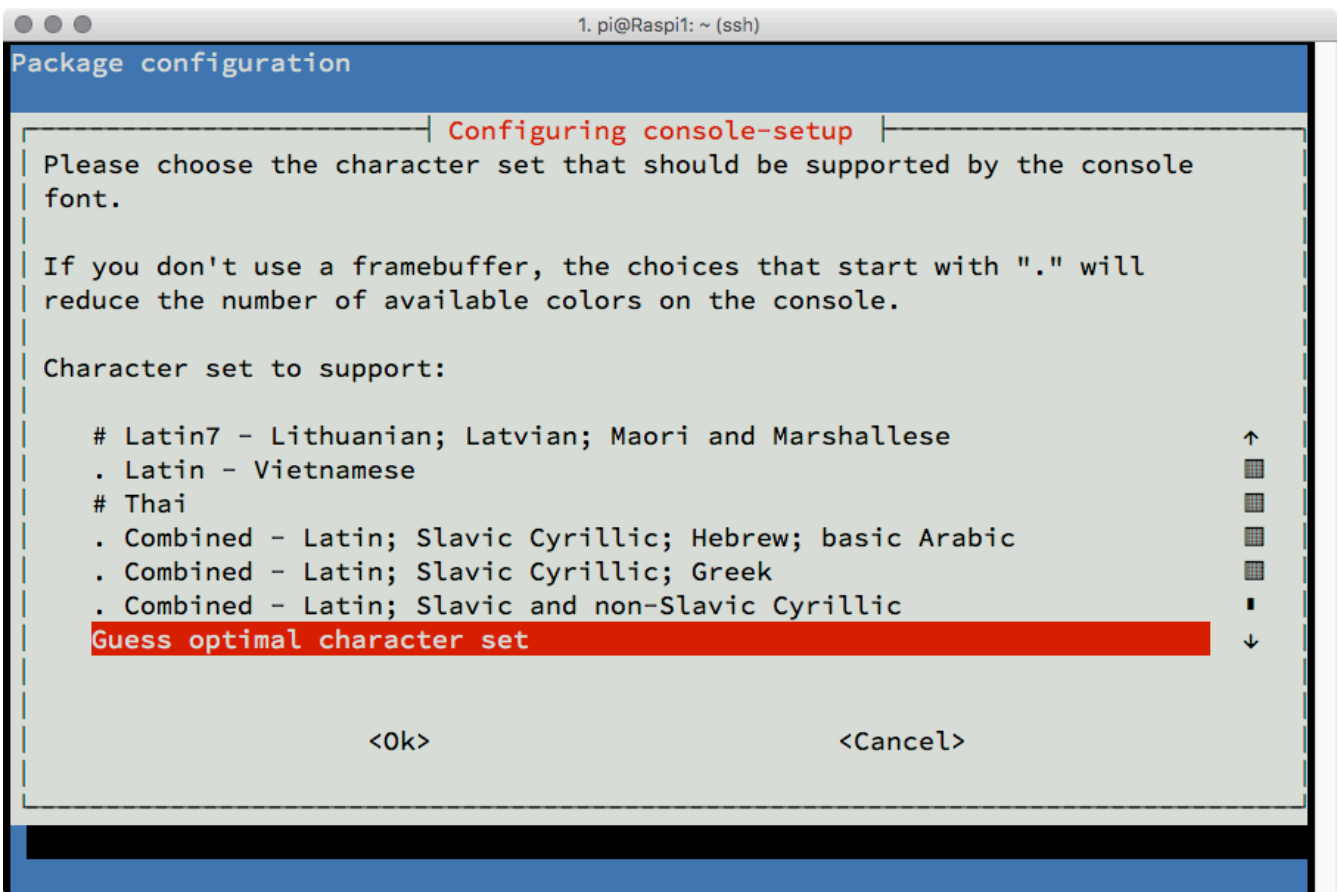 1. pi@Raspi1: ~ (ssh)
Package configuration
Configuring console-setup
Please choose the character set that should be supported by the console
font.
If you don't use a framebuffer, the choices that start with "." will
reduce the number of available colors on the console.
Character set to support:
# Latin7 - Lithuanian; Latvian; Maori and Marshallese
. Latin - Vietnamese
# Thai
. Combined - Latin; Slavic Cyrillic; Hebrew; basic Arabic
. Combined - Latin; Slavic Cyrillic; Greek
. Combined - Latin; Slavic and non-Slavic Cyrillic
Guess optimal character set
<Ok> <Cancel>